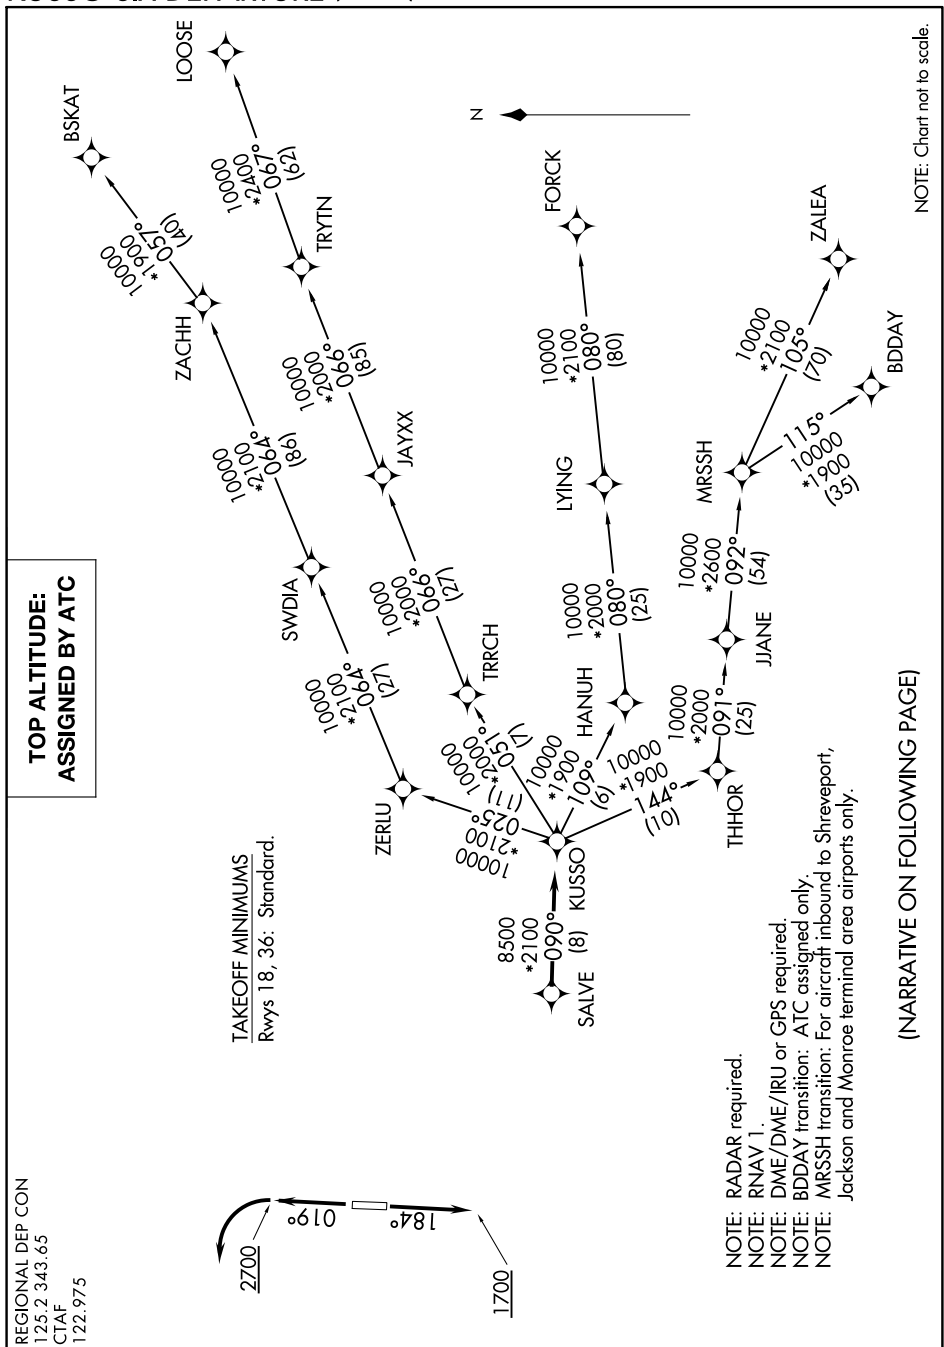 REGIONAL DEP CON
125.2 343.65
CTAF
122.975
TOP ALTITUDE:
ASSIGNED BY ATC
TAKEOFF MINIMUMS
Rwys 18, 36: Standard.
2700
019°
184°
1700
SALVE
8500
*2100
090°
(8)
KUSSO
10000
*2100
025°
(11)
ZERLU
10000
*2100
064°
(27)
SWDIA
10000
*2100
064°
(86)
ZACHH
10000
*1900
057°
(40)
BSKAT
10000
*2000
051°
(7)
TRRCH
10000
*2000
066°
(27)
JAYXX
10000
*2000
066°
(85)
TRYTN
10000
*2400
067°
(62)
LOOSE
N
10000
*1900
109°
(6)
HANUH
10000
*2000
080°
(25)
LYING
10000
*2100
080°
(80)
FORCK
10000
*1900
144°
(10)
THHOR
10000
*2000
091°
(25)
JJANE
10000
*2600
092°
(54)
MRSSH
10000
*2100
105°
(70)
ZALEA
115°
10000
*1900
(35)
BDDAY
NOTE: RADAR required.
NOTE: RNAV 1.
NOTE: DME/DME/IRU or GPS required.
NOTE: BDDAY transition: ATC assigned only.
NOTE: MRSSH transition: For aircraft inbound to Shreveport,
Jackson and Monroe terminal area airports only.
(NARRATIVE ON FOLLOWING PAGE)
NOTE: Chart not to scale.